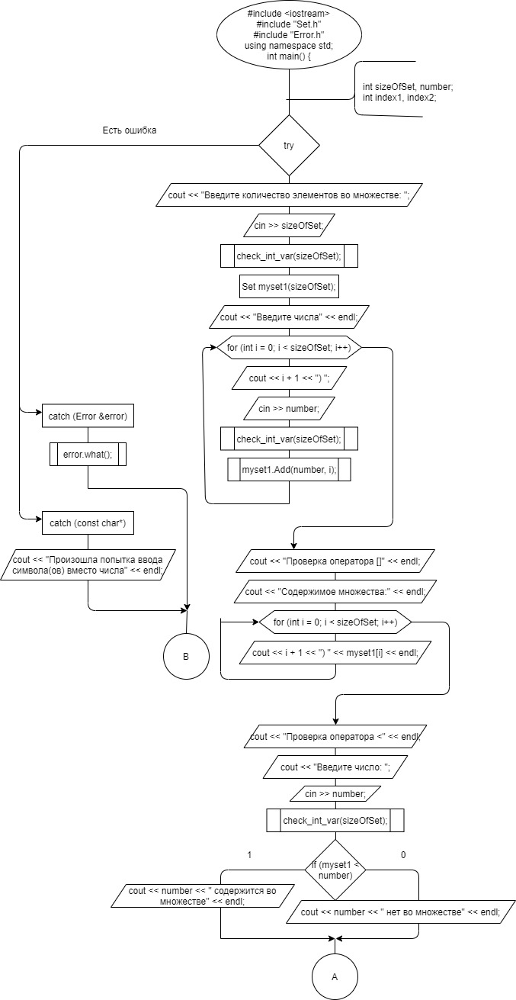 #include <iostream>
#include "Set.h"
#include "Error.h"
using namespace std;
int main() {
int sizeOfSet, number;
int index1, index2;
Есть ошибка
try
cout << "Введите количество элементов во множестве: ";
cin >> sizeOfSet;
check_int_var(sizeOfSet);
Set myset1(sizeOfSet);
cout << "Введите числа" << endl;
for (int i = 0; i < sizeOfSet; i++)
cout << i + 1 << ") ";
cin >> number;
check_int_var(sizeOfSet);
myset1.Add(number, i);
catch (Error &error)
error.what();
catch (const char*)
cout << "Произошла попытка ввода
символа(ов) вместо числа" << endl;
B
cout << "Проверка оператора []" << endl;
cout << "Содержимое множества:" << endl;
for (int i = 0; i < sizeOfSet; i++)
cout << i + 1 << ") " << myset1[i] << endl;
cout << "Проверка оператора <" << endl;
cout << "Введите число: ";
cin >> number;
check_int_var(sizeOfSet);
1
if (myset1 <
number)
0
cout << number << " содержится во
множестве" << endl;
cout << number << " нет во множестве" << endl;
A